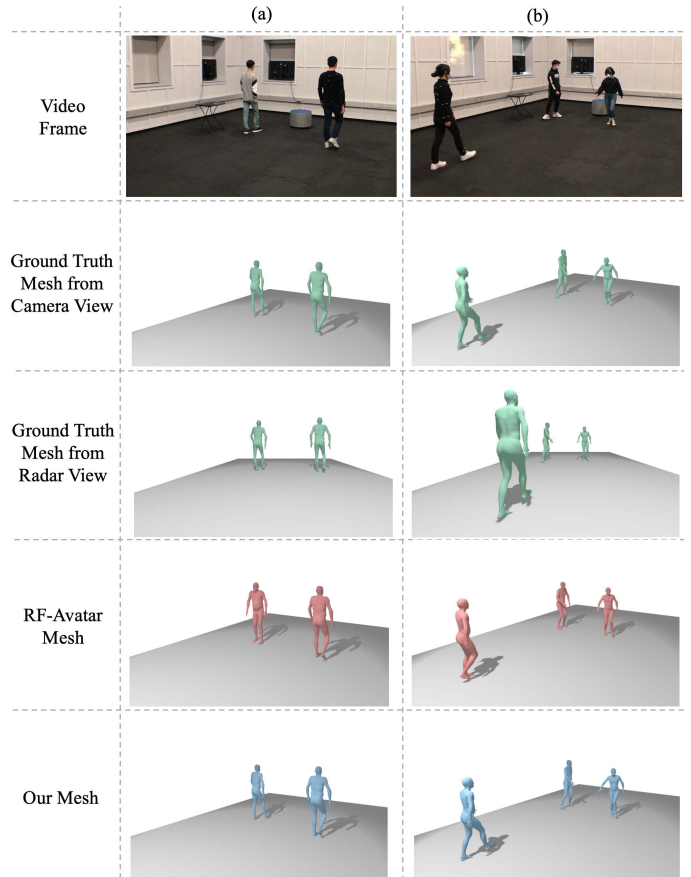 (a)
(b)
Video
Frame
Ground Truth
Mesh from
Camera View
Ground Truth
Mesh from
Radar View
RF-Avatar
Mesh
Our Mesh